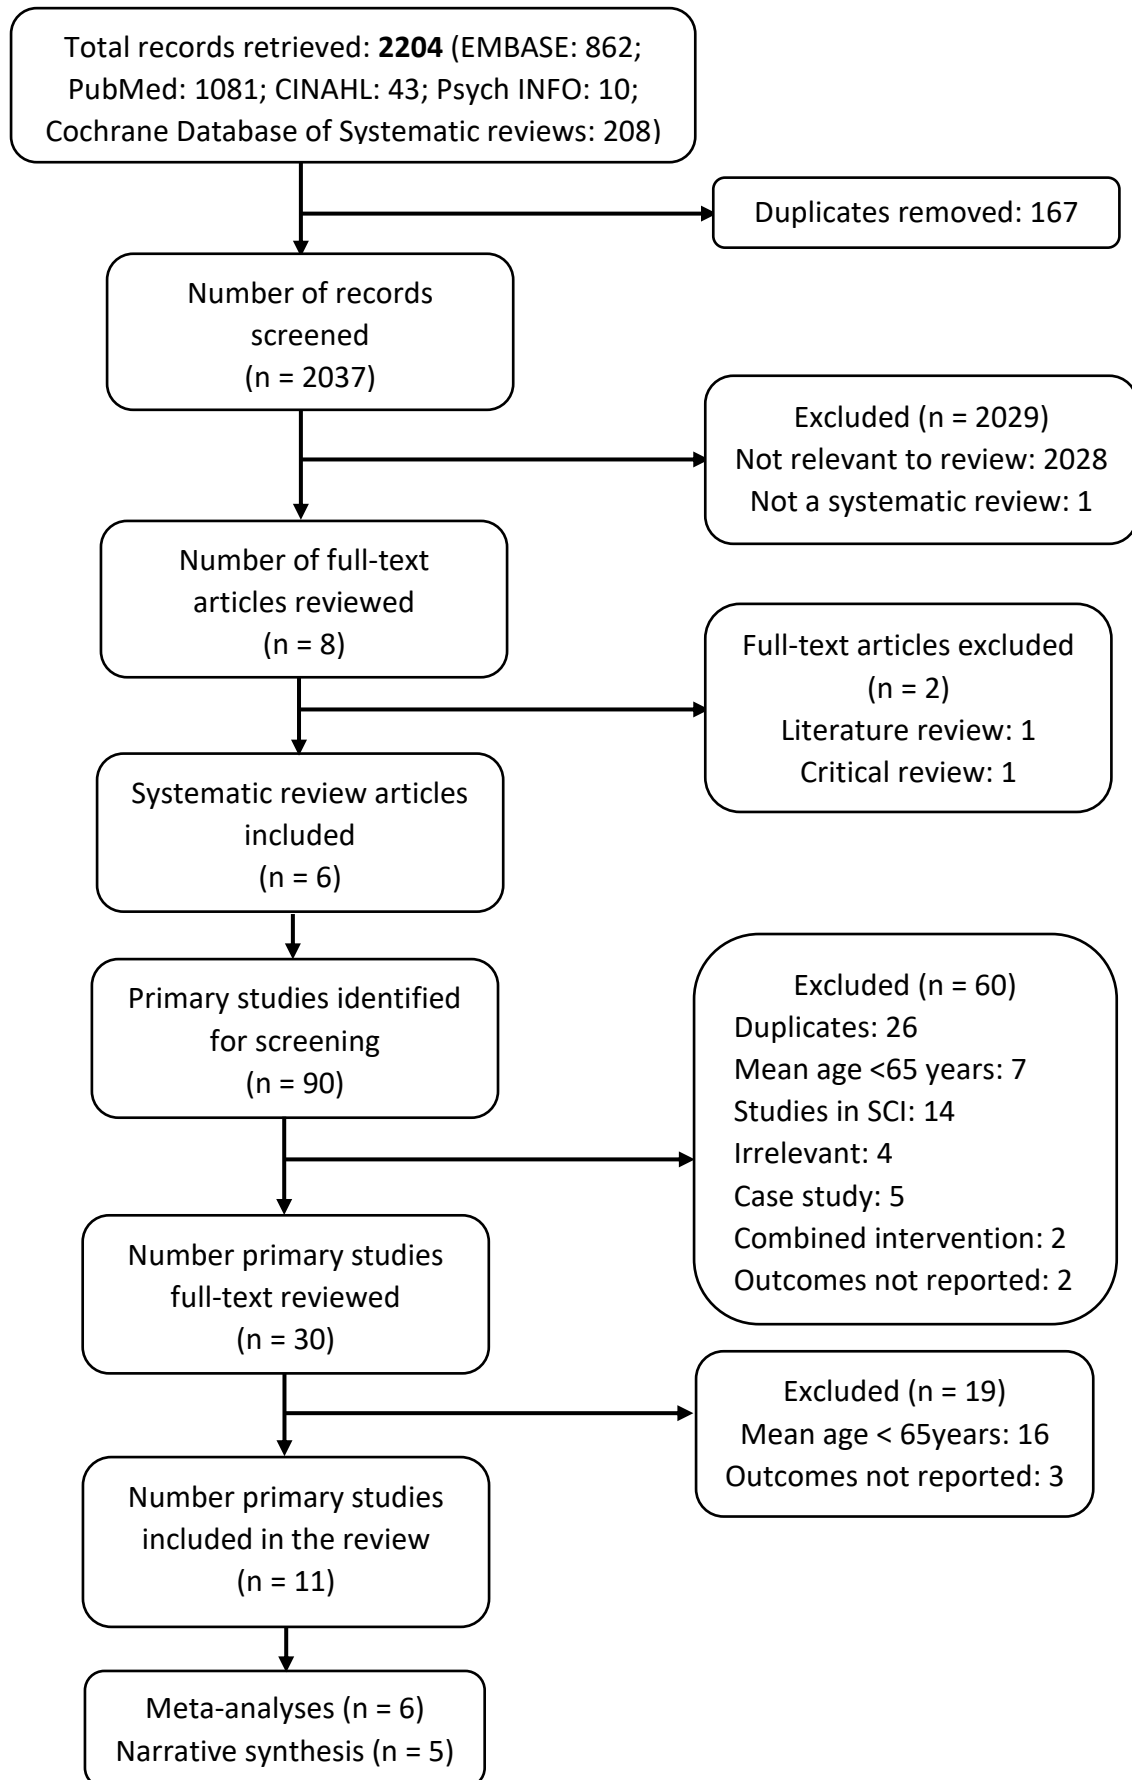 Total records retrieved: 2204 (EMBASE: 862;
PubMed: 1081; CINAHL: 43; Psych INFO: 10;
Cochrane Database of Systematic reviews: 208)
Duplicates removed: 167
Number of records
screened
(n = 2037)
Excluded (n = 2029)
Not relevant to review: 2028
Not a systematic review: 1
Number of full-text
articles reviewed
(n = 8)
Full-text articles excluded
(n = 2)
Literature review: 1
Critical review: 1
Systematic review articles
included
(n = 6)
Primary studies identified
for screening
(n = 90)
Excluded (n = 60)
Duplicates: 26
Mean age <65 years: 7
Studies in SCI: 14
Irrelevant: 4
Case study: 5
Combined intervention: 2
Outcomes not reported: 2
Number primary studies
full-text reviewed
(n = 30)
Excluded (n = 19)
Mean age < 65years: 16
Outcomes not reported: 3
Number primary studies
included in the review
(n = 11)
Meta-analyses (n = 6)
Narrative synthesis (n = 5)